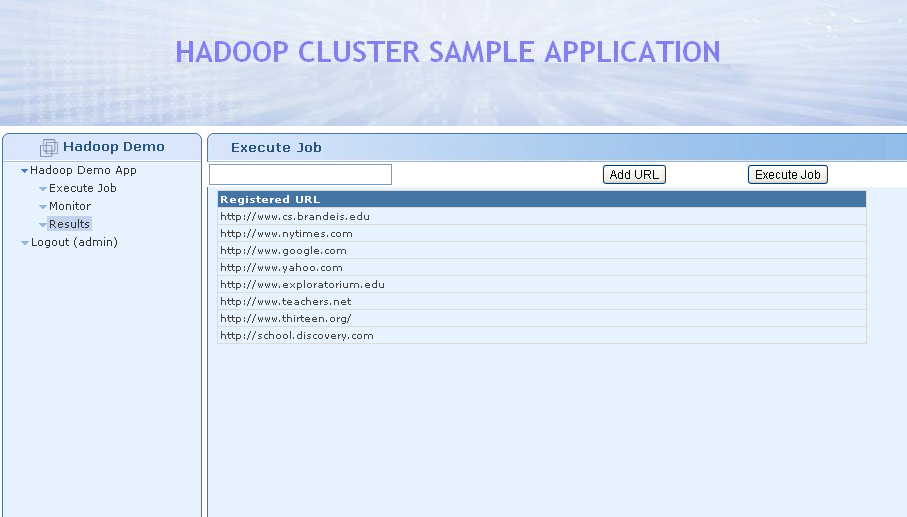 HADOOP CLUSTER SAMPLE APPLICATION
Hadoop Demo
Hadoop Demo App
Execute Job
Monitor
Results
Logout (admin)
Execute Job
Add URL
Execute Job
Registered URL
http://www.cs.brandeis.edu
http://www.nytimes.com
http://www.google.com
http://www.yahoo.com
http://www.exploratorium.edu
http://www.teachers.net
http://www.thirteen.org/
http://school.discovery.com